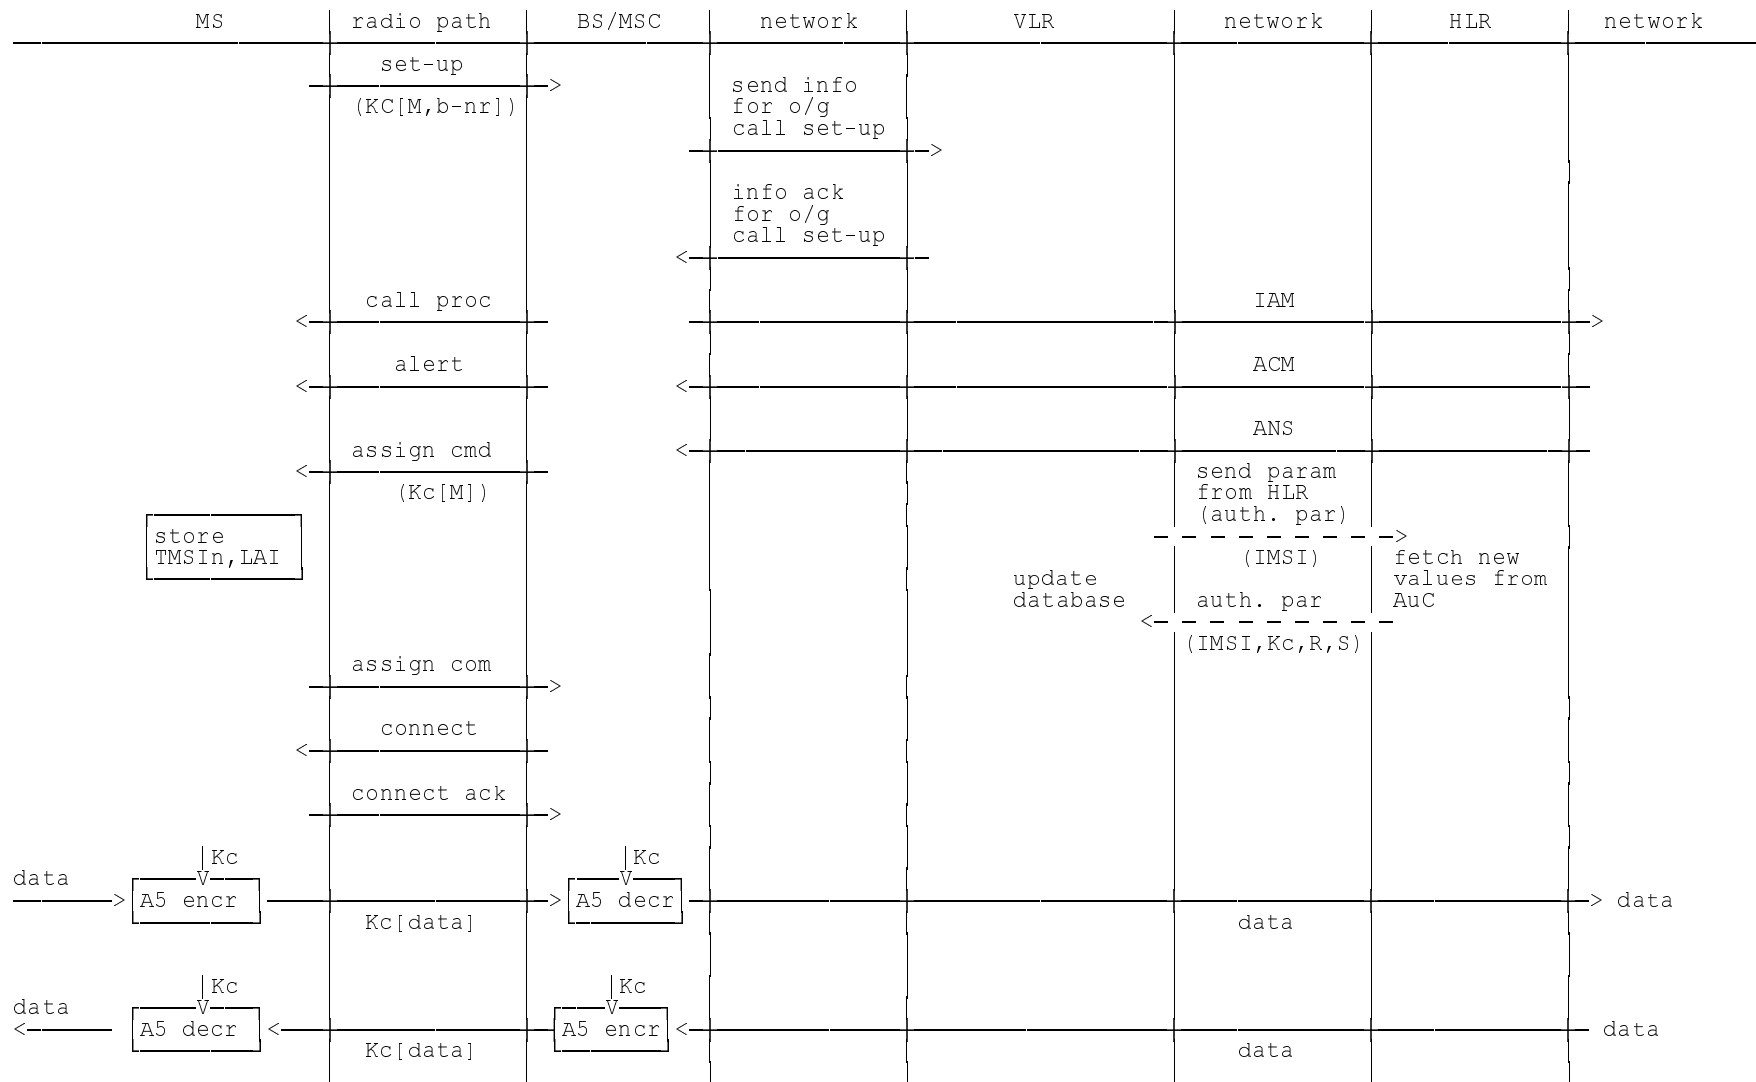 MS radio path BS/MSC network VLR network HLR network
set-up
(KC[M,b-nr])
send info
for o/g
call set-up
info ack
for o/g
call set-up
call proc IAM
alert ACM
ANS
assign cmd
(Kc[M])
send param
from HLR
(auth. par)
store
TMSIn,LAI
(IMSI)
fetch new
values from
AuC
update
database
auth. par
(IMSI,Kc,R,S)
assign com
connect
connect ack
Kc Kc
data
A5 encr A5 decr data
Kc[data] data
Kc Kc
data
A5 decr A5 encr data
Kc[data] data